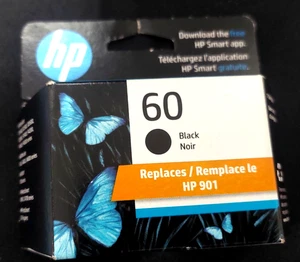 hp
Download the free
HP Smart app.
Téléchargez l'application
HP Smart gratuite.
60
Black
Noir
Replaces / Remplace le
HP 901